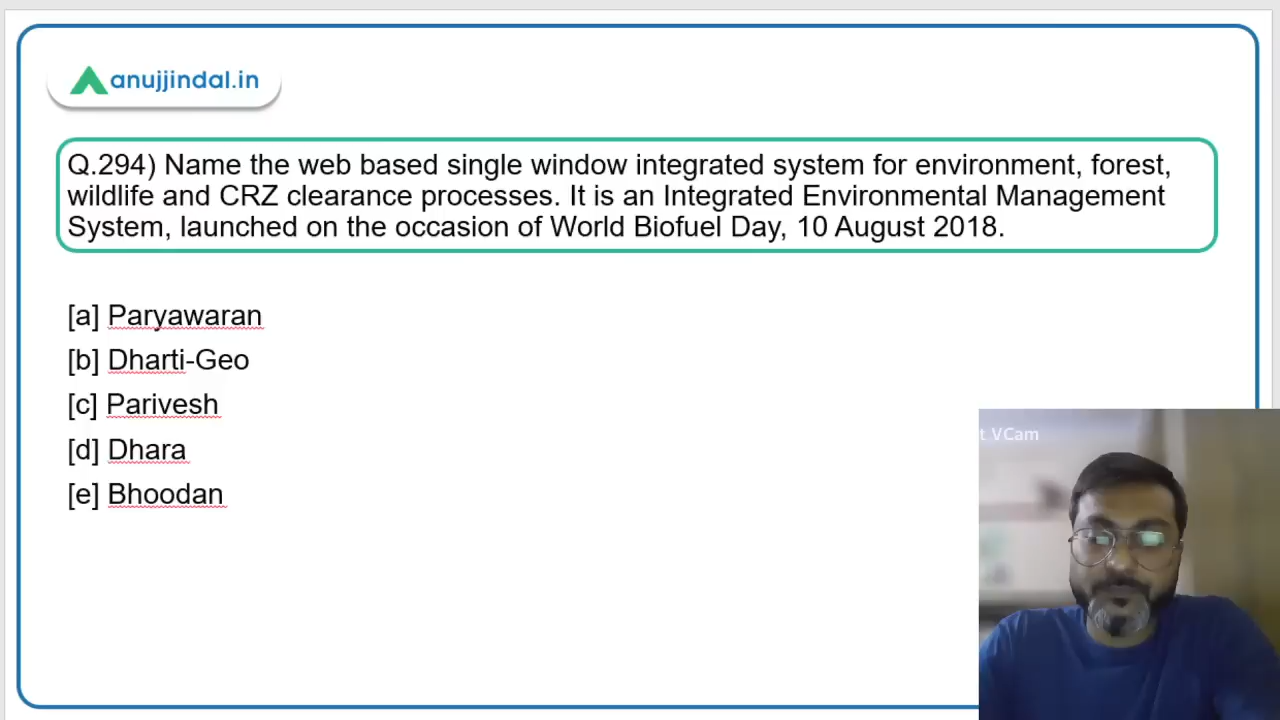 anujjindal.in
Q.294) Name the web based single window integrated system for environment, forest,
wildlife and CRZ clearance processes. It is an Integrated Environmental Management
System, launched on the occasion of World Biofuel Day, 10 August 2018.
[a] Paryawaran
[b] Dharti-Geo
[c] Parivesh
[d] Dhara
[e] Bhoodan
t VCam